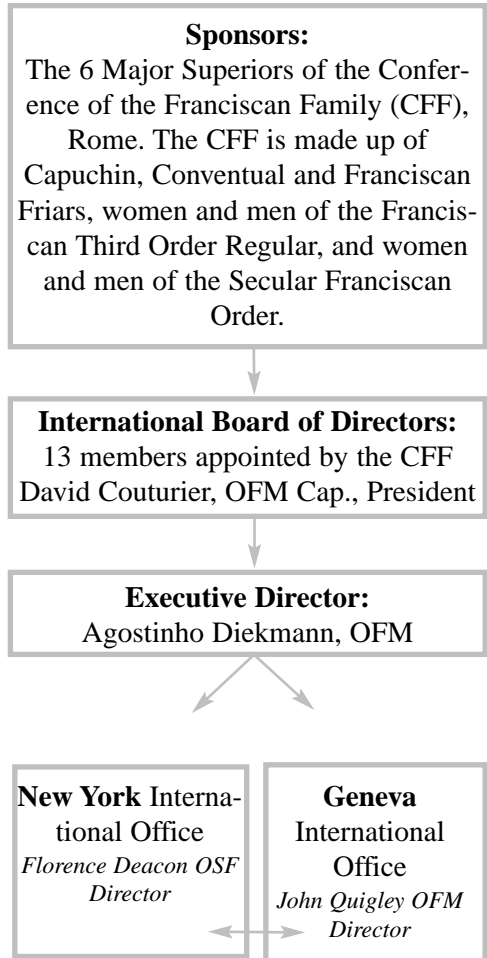 Sponsors:
The 6 Major Superiors of the Confer-
ence of the Franciscan Family (CFF),
Rome. The CFF is made up of
Capuchin, Conventual and Franciscan
Friars, women and men of the Francis-
can Third Order Regular, and women
and men of the Secular Franciscan
Order.
International Board of Directors:
13 members appointed by the CFF
David Couturier, OFM Cap., President
Executive Director:
Agostinho Diekmann, OFM
New York Interna-
tional Office
Florence Deacon OSF
Director
Geneva
International
Office
John Quigley OFM
Director